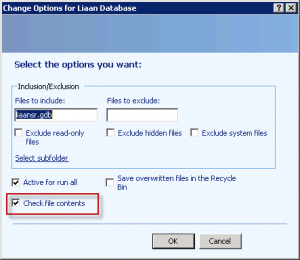 Change Options for Liaan Database
Select the options you want:
Inclusion/Exclusion
Files to include:
Files to exclude:
liaansr.gdb
Exclude read-only
files
Exclude hidden files
Exclude system files
Select subfolder
Active for run all
Save overwritten files in the Recycle
Bin
Check file contents
OK
Cancel